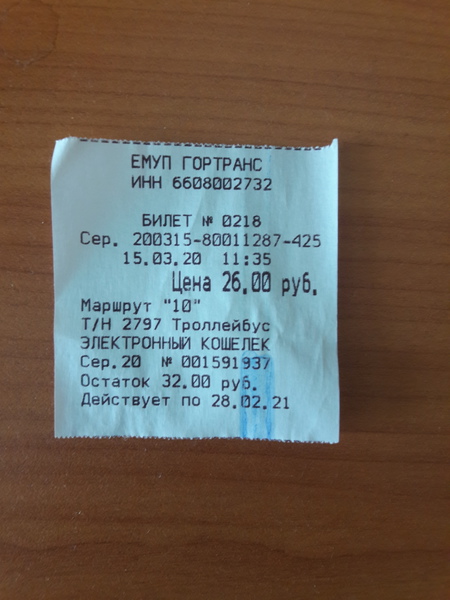 ЕМУП ГОРТРАНС
ИНН 6608002732
БИЛЕТ № 0218
Сер. 200315-80011287-425
15.03.20 11:35
Цена 26.00 руб.
Маршрут "10"
Т/Н 2797 Троллейбус
ЭЛЕКТРОННЫЙ КОШЕЛЕК
Сер.20 № 001591937
Остаток 32.00 руб.
Действует по 28.02.21